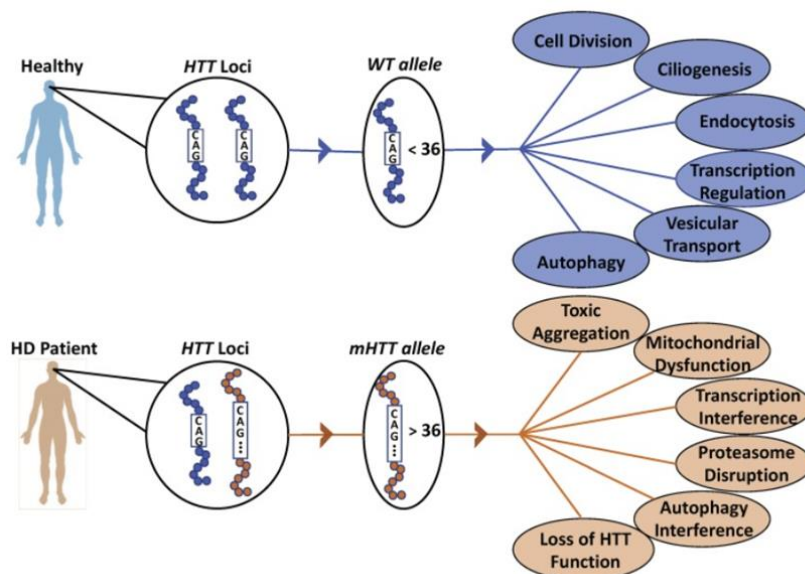 Healthy
HTT Loci
WT allele
CAG
CAG
CAG
< 36
Cell Division
Ciliogenesis
Endocytosis
Transcription
Regulation
Vesicular
Transport
Autophagy
HD Patient
HTT Loci
mHTT allele
CAG
CAG...
CAG...
> 36
Toxic
Aggregation
Mitochondrial
Dysfunction
Transcription
Interference
Proteasome
Disruption
Autophagy
Interference
Loss of HTT
Function